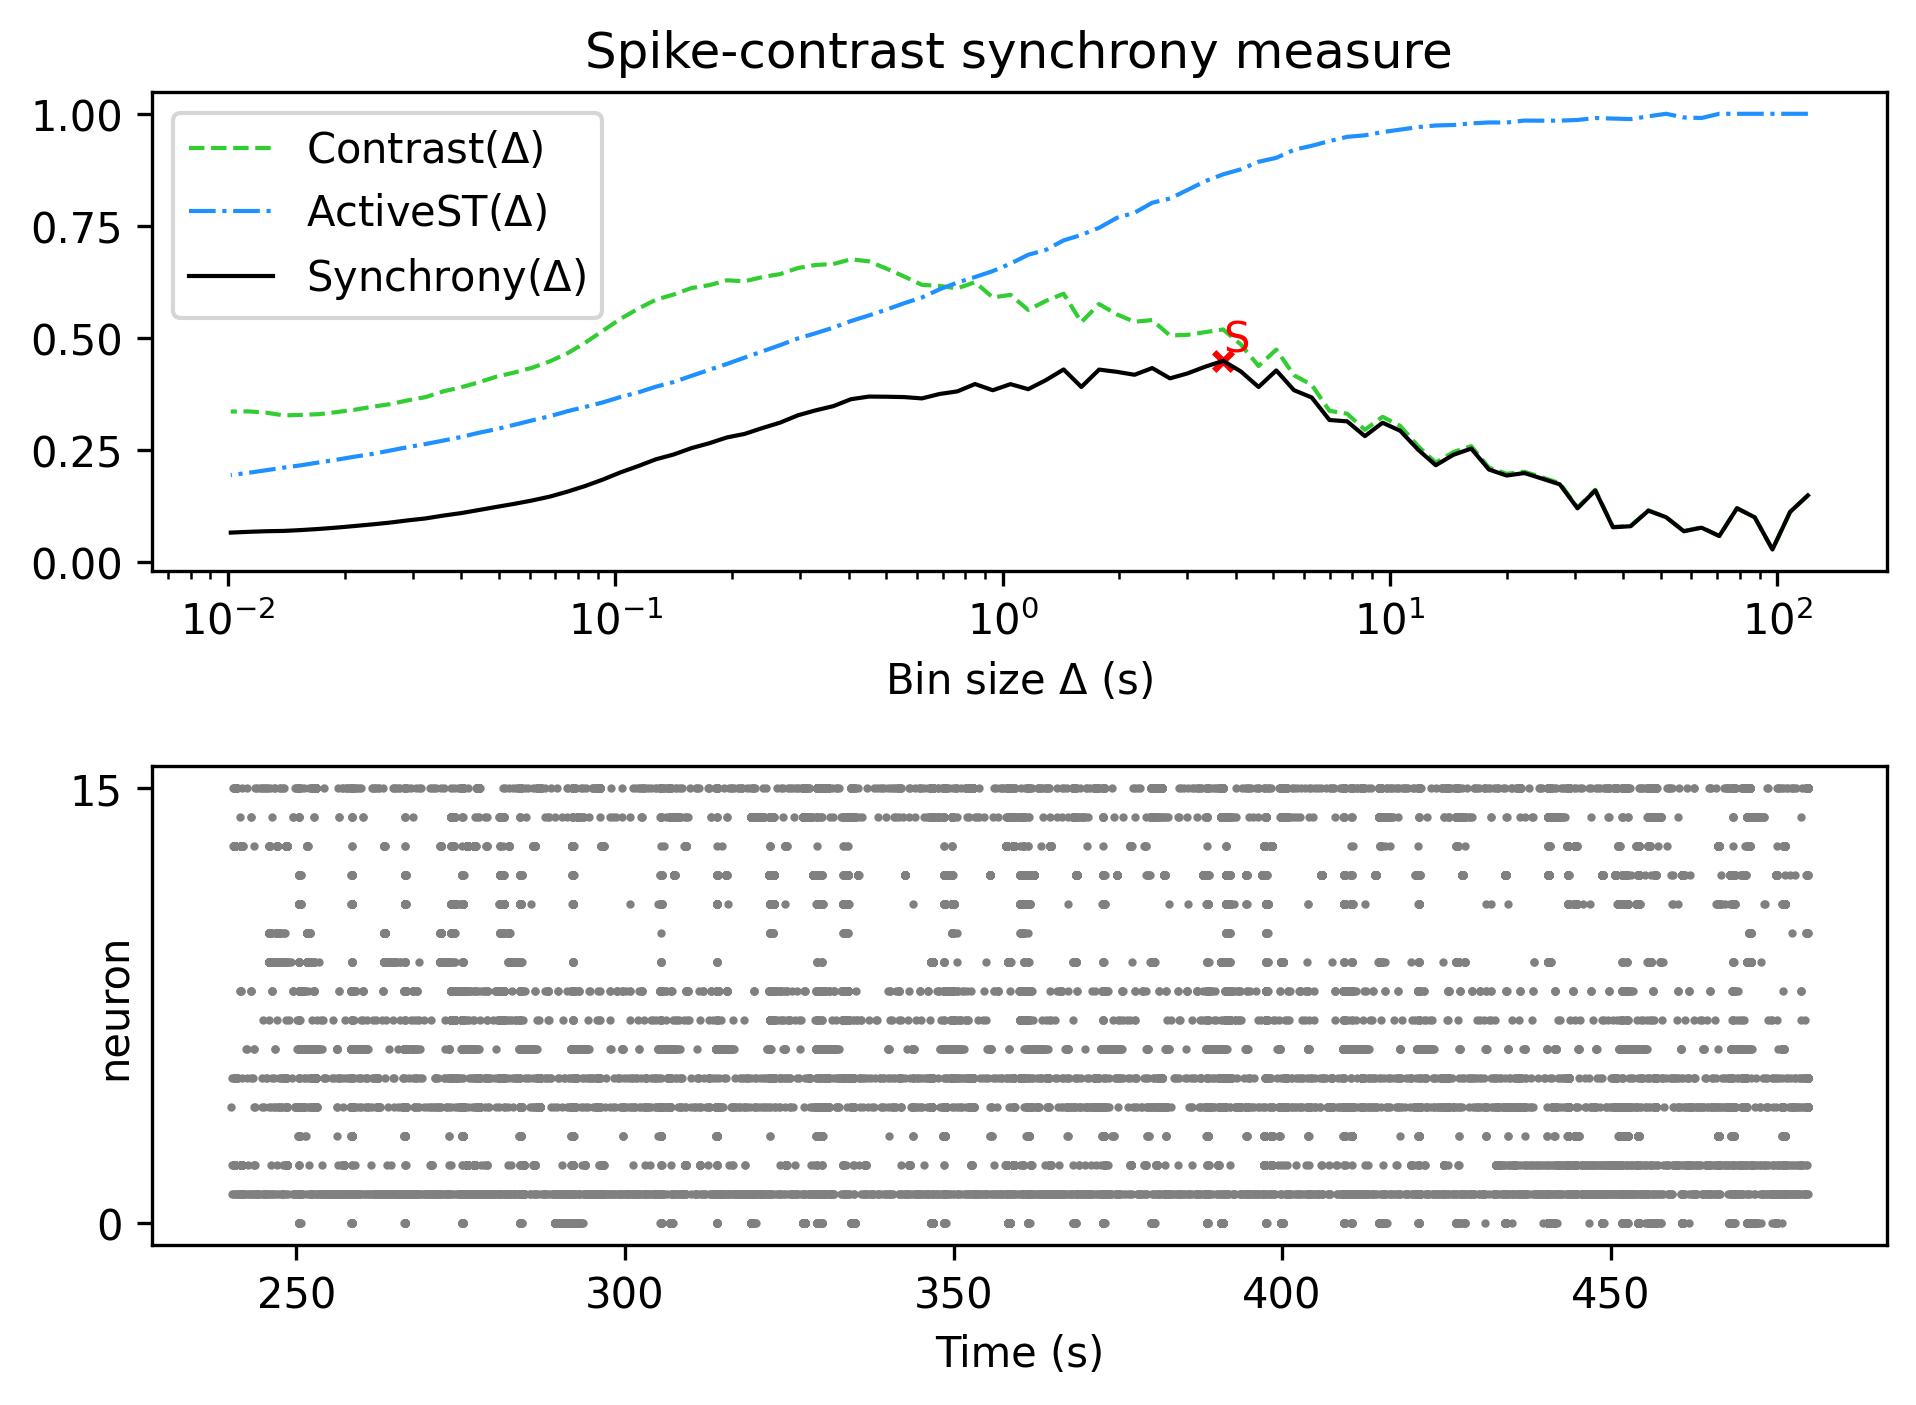 Spike-contrast synchrony measure
1.00
0.75
0.50
0.25
0.00
Contrast(Δ)
ActiveST(Δ)
Synchrony(Δ)
S
10⁻² 10⁻¹ 10⁰ 10¹ 10²
Bin size Δ (s)
15
0
neuron
250 300 350 400 450
Time (s)